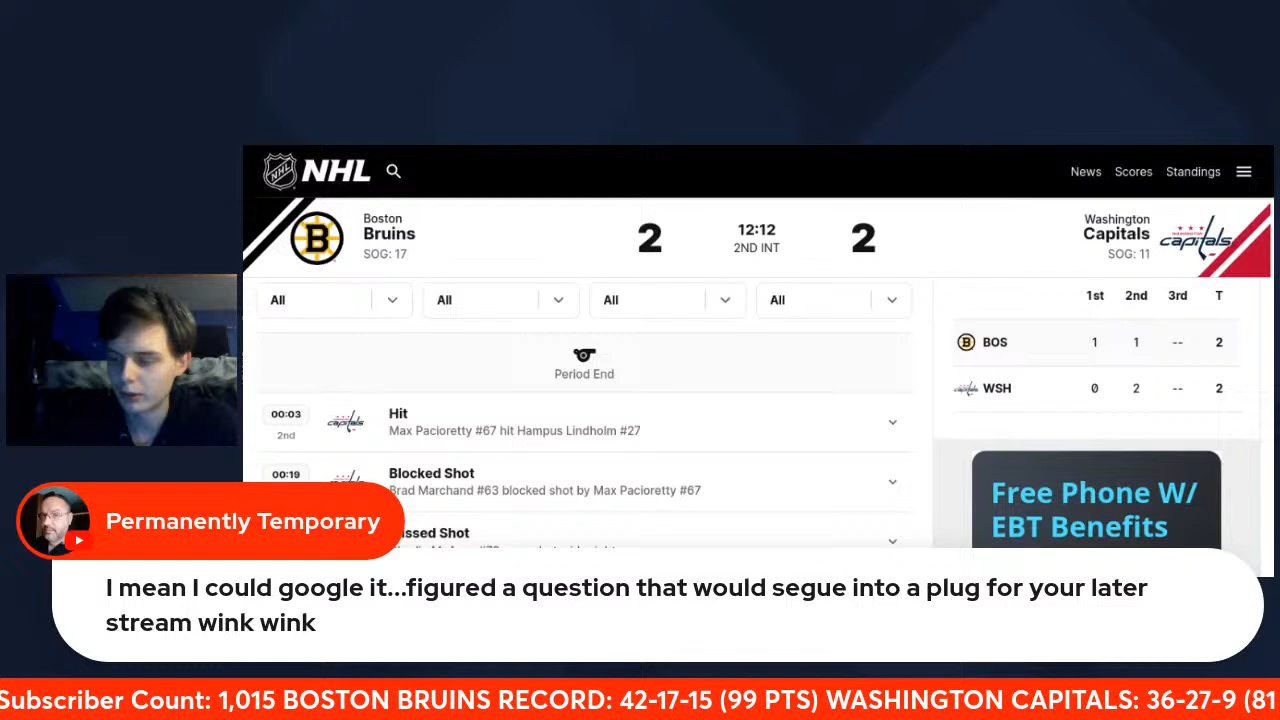 NHL
News Scores Standings
Boston
Bruins
SOG: 17
2
12:12
2ND INT
2
Washington
Capitals
SOG: 11
capitals
All All All All
Period End
00:03
2nd
capitals
Hit
Max Pacioretty #67 hit Hampus Lindholm #27
00:19
Blocked Shot
Brad Marchand #63 blocked shot by Max Pacioretty #67
Shot
1st 2nd 3rd T
B BOS 1 1 -- 2
WSH 0 2 -- 2
Free Phone W/
EBT Benefits
Permanently Temporary
I mean I could google it...figured a question that would segue into a plug for your later
stream wink wink
Subscriber Count: 1,015 BOSTON BRUINS RECORD: 42-17-15 (99 PTS) WASHINGTON CAPITALS: 36-27-9 (81